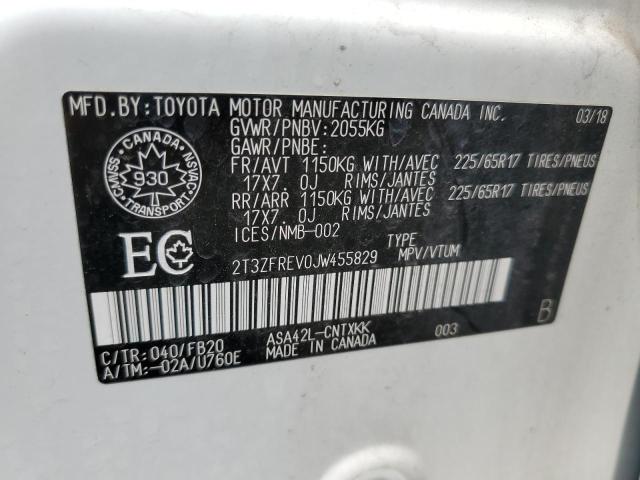 MFD.BY:TOYOTA MOTOR MANUFACTURING CANADA INC. 03/18
GVWR/PNBV:2055KG
GAWR/PNBE:
FR/AVT 1150KG WITH/AVEC 225/65R17 TIRES/PNEUS
17X7.0J RIMS/JANTES
RR/ARR 1150KG WITH/AVEC 225/65R17 TIRES/PNEUS
17X7.0J RIMS/JANTES
ICES/NMB-002
CANADA
930
TRANSPORT
CMVSS
NSVAC
EC
TYPE
2T3ZFREV0JW455829 MPV/VTUM
B
C/TR:040/FB20 ASA42L-CNTXKK 003
A/TM:-02A/U760E MADE IN CANADA